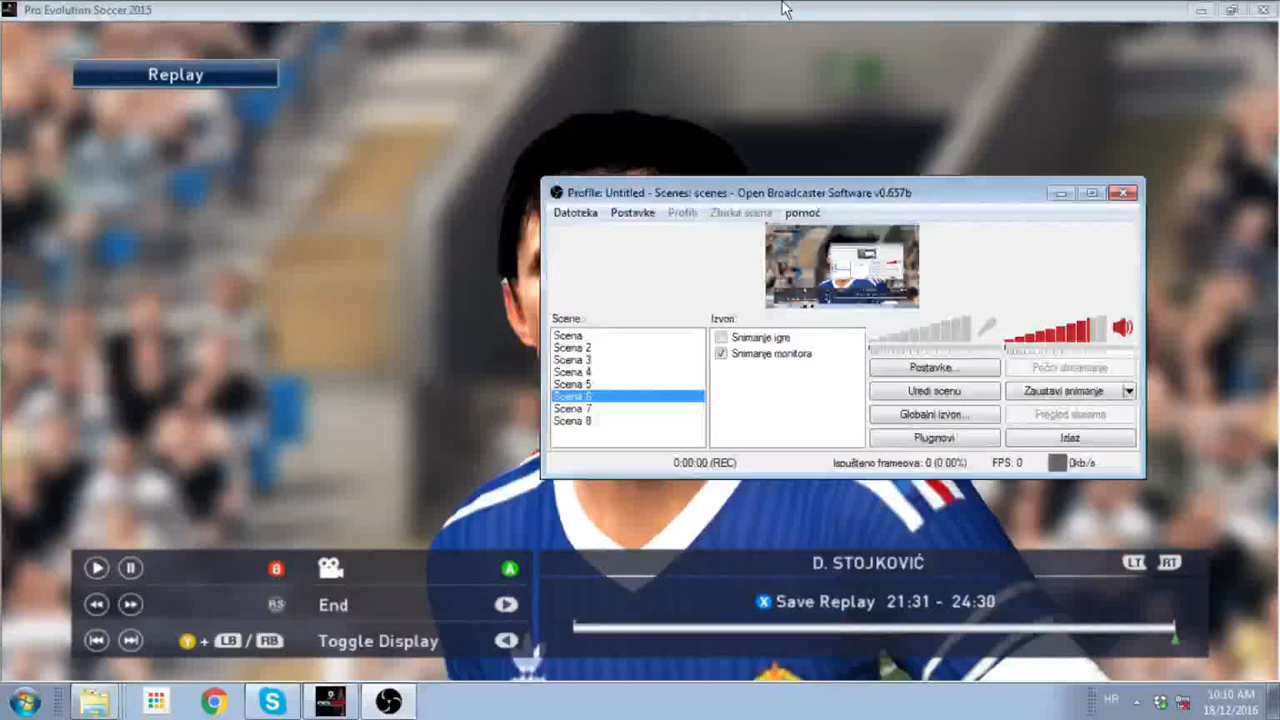 Pro Evolution Soccer 2015
Replay
Profile: Untitled - Scenes: scenes - Open Broadcaster Software v0.657b
Datoteka Postavke Profili Zbirka scena pomoć
Scene: Izvori:
Scena
Scena 2
Scena 3
Scena 4
Scena 5
Scena 6
Scena 7
Scena 8
Snimanje igre
Snimanje monitora
Postavke... Počni streamanje
Uredi scenu Zaustavi snimanje
Globalni izvori... Pregled streama
Pluginovi Izlaz
0:00:00 (REC) Ispušteno frameova: 0 (0.00%) FPS: 0 0kb/s
B A D. STOJKOVIĆ LT RT
RS End X Save Replay 21:31 - 24:30
Y + LB / RB Toggle Display
HR 10:10 AM
18/12/2016